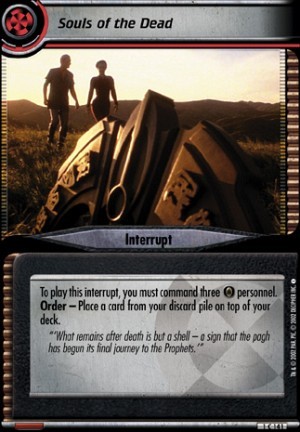 Souls of the Dead
Interrupt
To play this interrupt, you must command three personnel.
Order – Place a card from your discard pile on top of your
deck.
"'What remains after death is but a shell – a sign that the pagh
has begun its final journey to the Prophets.'"
1 C 141